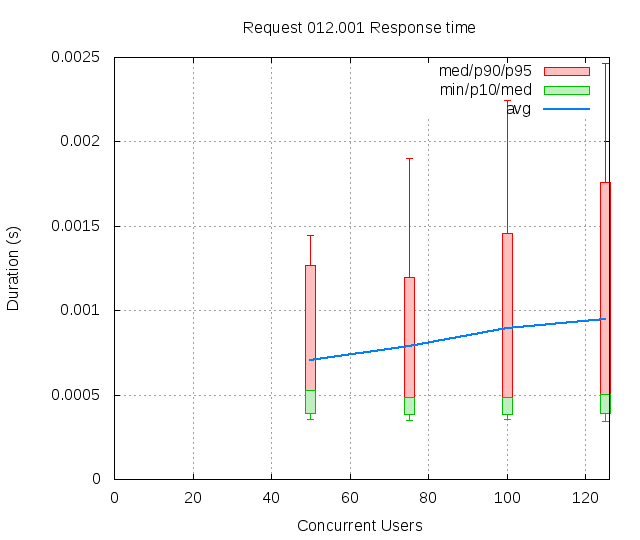 Request 012.001 Response time
0.0025
0.002
0.0015
0.001
0.0005
0
Duration (s)
med/p90/p95
min/p10/med
avg
0 20 40 60 80 100 120
Concurrent Users